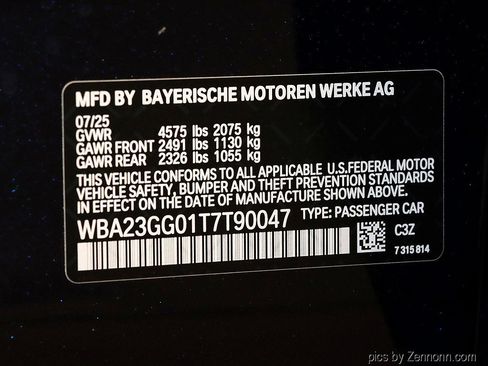 MFD BY BAYERISCHE MOTOREN WERKE AG
07/25
GVWR 4575 lbs 2075 kg
GAWR FRONT 2491 lbs 1130 kg
GAWR REAR 2326 lbs 1055 kg
THIS VEHICLE CONFORMS TO ALL APPLICABLE U.S.FEDERAL MOTOR
VEHICLE SAFETY, BUMPER AND THEFT PREVENTION STANDARDS
IN EFFECT ON THE DATE OF MANUFACTURE SHOWN ABOVE.
WBA23GG01T7T90047 TYPE: PASSENGER CAR
C3Z
7 315 814
pics by Zennonn.com